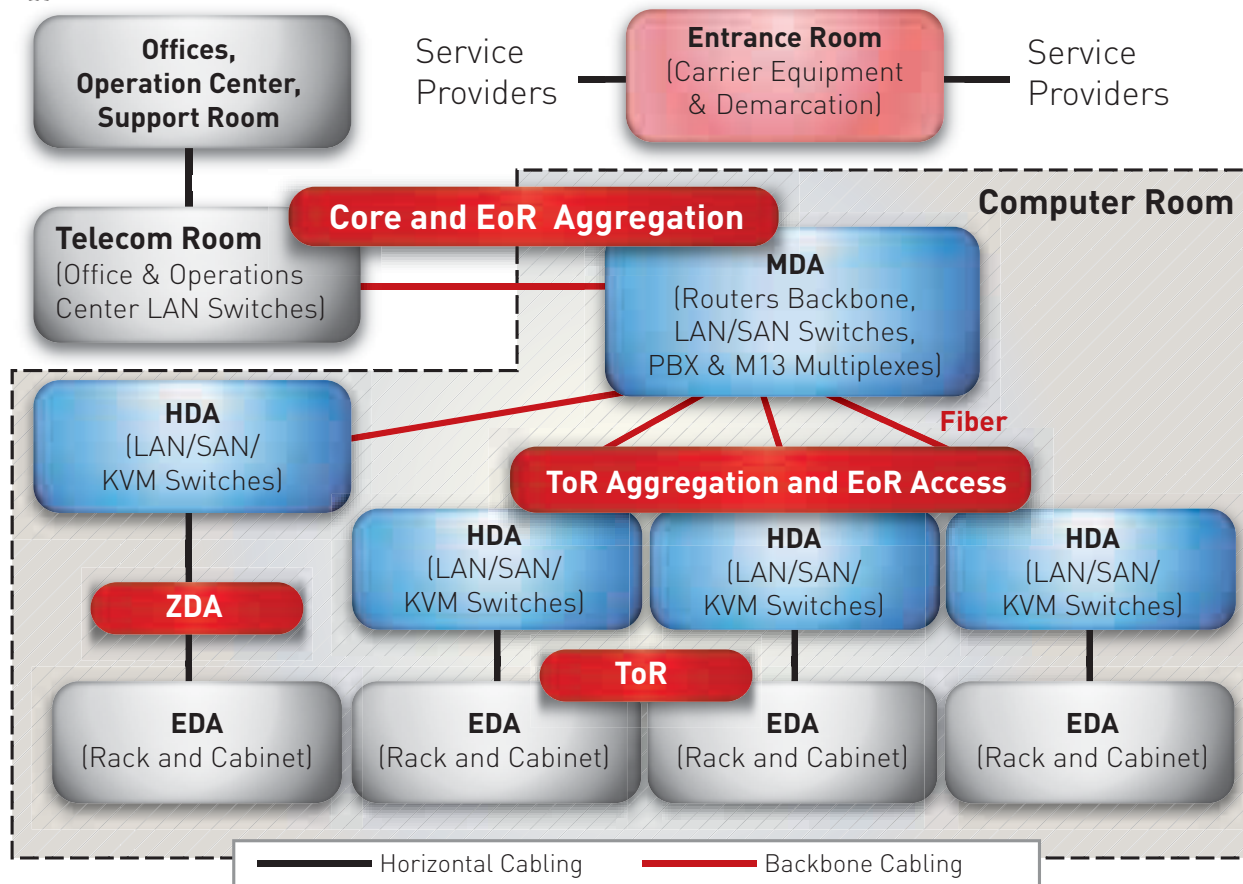 Offices,
Operation Center,
Support Room
Service
Providers
Entrance Room
(Carrier Equipment
& Demarcation)
Service
Providers
Computer Room
Core and EoR Aggregation
Telecom Room
(Office & Operations
Center LAN Switches)
MDA
(Routers Backbone,
LAN/SAN Switches,
PBX & M13 Multiplexes)
HDA
(LAN/SAN/
KVM Switches)
Fiber
ToR Aggregation and EoR Access
HDA
(LAN/SAN/
KVM Switches)
HDA
(LAN/SAN/
KVM Switches)
HDA
(LAN/SAN/
KVM Switches)
ZDA
ToR
EDA
(Rack and Cabinet)
EDA
(Rack and Cabinet)
EDA
(Rack and Cabinet)
EDA
(Rack and Cabinet)
Horizontal Cabling
Backbone Cabling